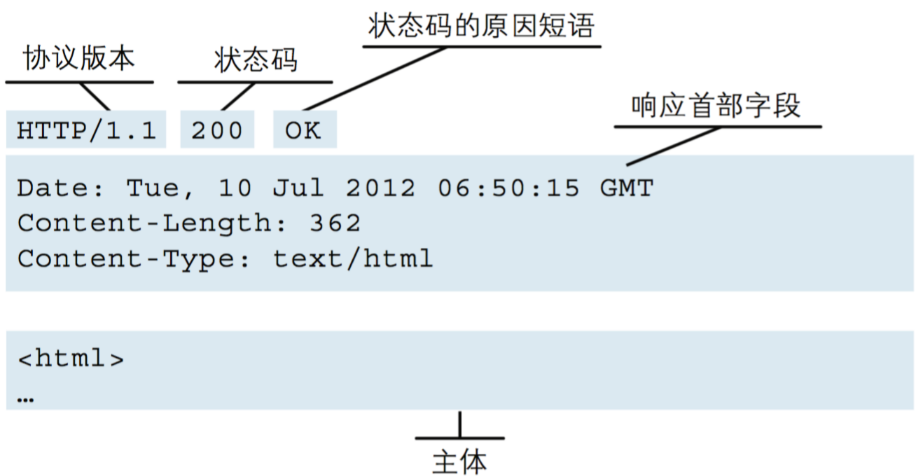 状态码的原因短语
协议版本 状态码
响应首部字段
HTTP/1.1 200 OK
Date: Tue, 10 Jul 2012 06:50:15 GMT
Content-Length: 362
Content-Type: text/html
<html>
…
主体